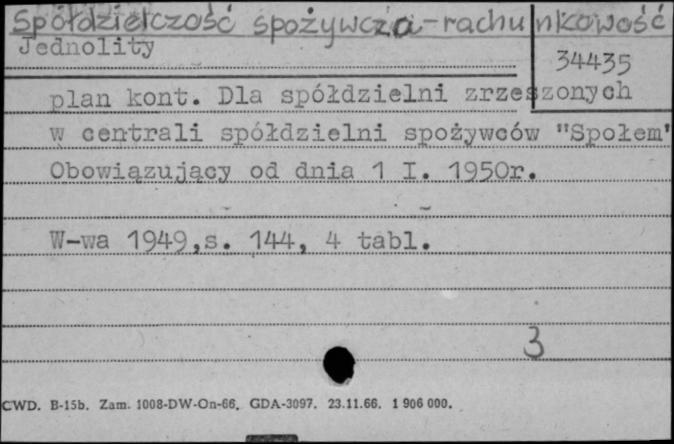 Spółdzielczość spożywcza-rachunkowość
Jednolity
34435
plan kont. Dla spółdzielni zrzeszonych
w centrali spółdzielni spożywców "Społem"
Obowiązujący od dnia 1 I. 1950r.
W-wa 1949,s. 144, 4 tabl.
3
CWD. B-15b. Zam. 1008-DW-On-66. GDA-3097. 23.11.66. 1 906 000.